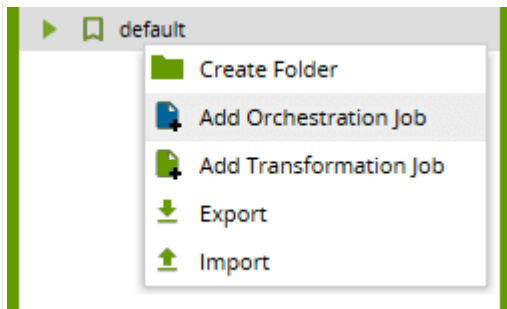 default
Create Folder
Add Orchestration Job
Add Transformation Job
Export
Import